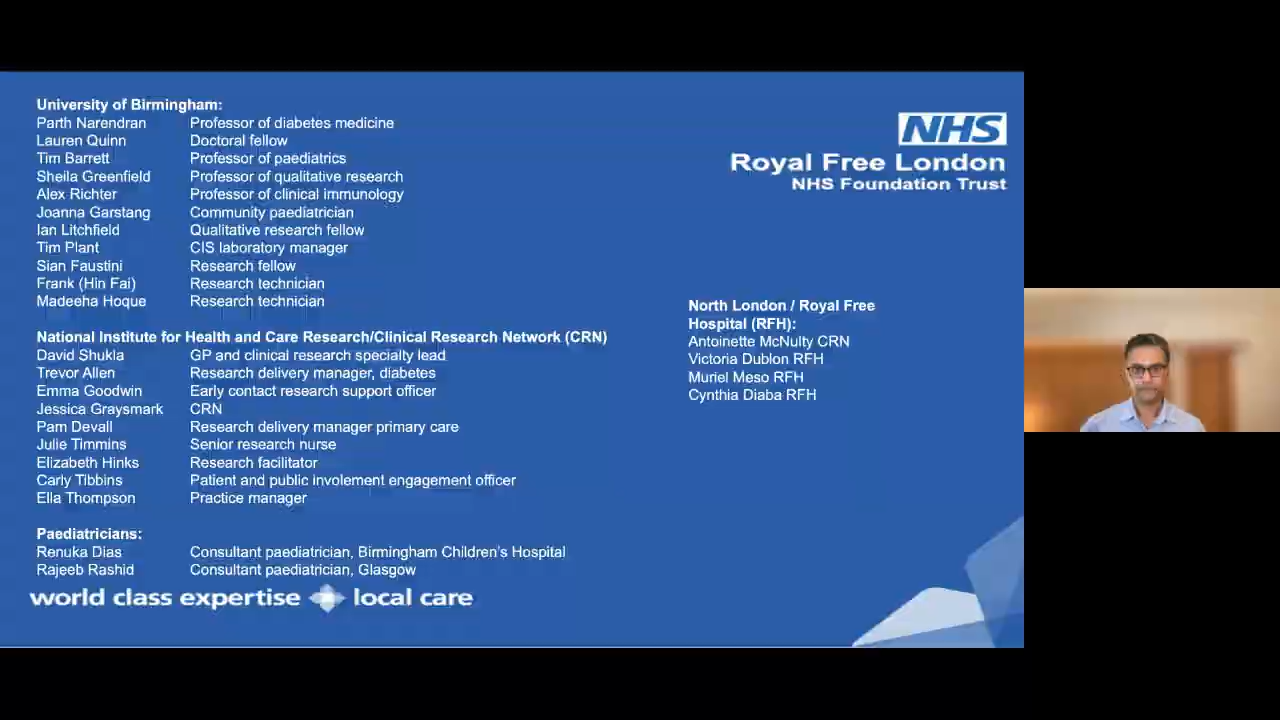 University of Birmingham:
Parth Narendran Professor of diabetes medicine
Lauren Quinn Doctoral fellow
Tim Barrett Professor of paediatrics
Sheila Greenfield Professor of qualitative research
Alex Richter Professor of clinical immunology
Joanna Garstang Community paediatrician
Ian Litchfield Qualitative research fellow
Tim Plant CIS laboratory manager
Sian Faustini Research fellow
Frank (Hin Fai) Research technician
Madeeha Hoque Research technician
National Institute for Health and Care Research/Clinical Research Network (CRN)
David Shukla GP and clinical research specialty lead
Trevor Allen Research delivery manager, diabetes
Emma Goodwin Early contact research support officer
Jessica Graysmark CRN
Pam Devall Research delivery manager primary care
Julie Timmins Senior research nurse
Elizabeth Hinks Research facilitator
Carly Tibbins Patient and public involement engagement officer
Ella Thompson Practice manager
Paediatricians:
Renuka Dias Consultant paediatrician, Birmingham Children's Hospital
Rajeeb Rashid Consultant paediatrician, Glasgow
world class expertise local care
NHS
Royal Free London
NHS Foundation Trust
North London / Royal Free
Hospital (RFH):
Antoinette McNulty CRN
Victoria Dublon RFH
Muriel Meso RFH
Cynthia Diaba RFH